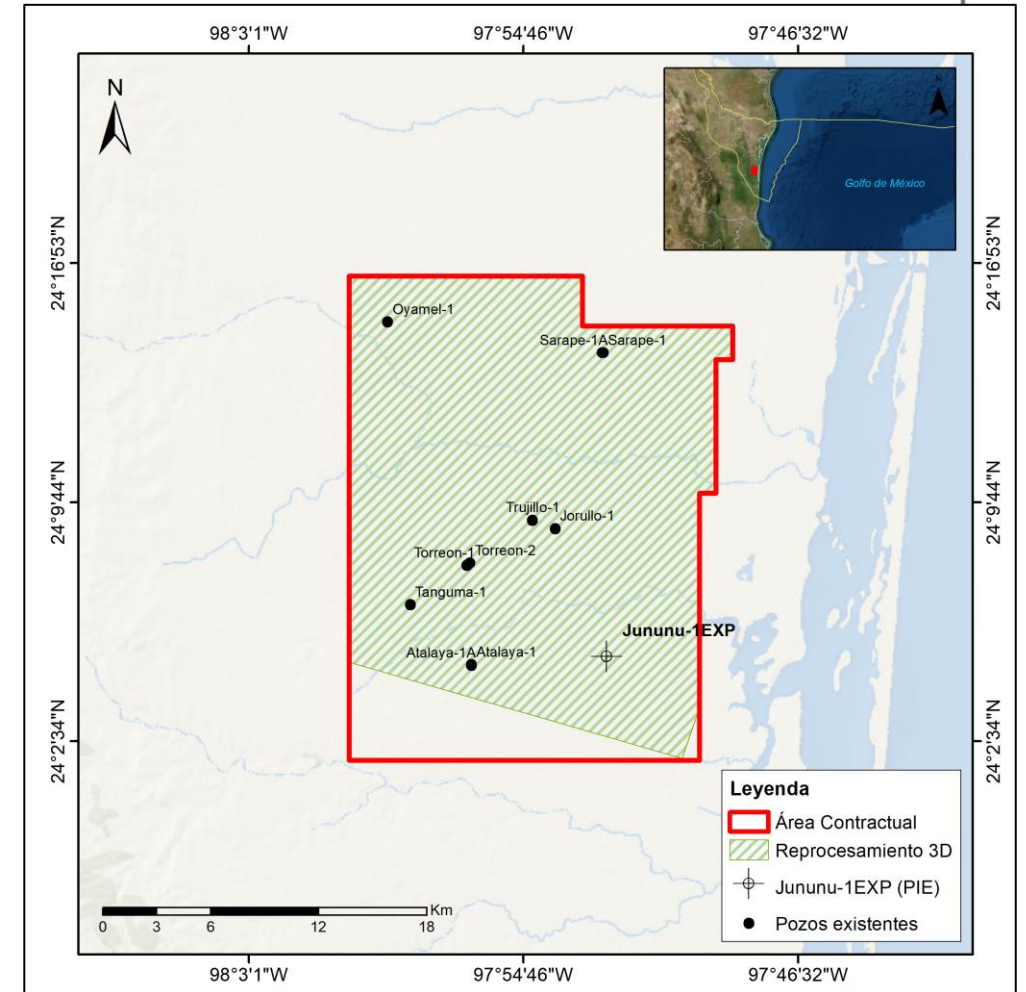 98°3'1"W 97°54'46"W 97°46'32"W
N
N
Golfo de México
24°16'53"N 24°16'53"N
Oyamel-1
Sarape-1ASarape-1
24°9'44"N 24°9'44"N
Trujillo-1
Jorullo-1
Torreon-1 Torreon-2
Tanguma-1
Jununu-1EXP
Atalaya-1AAtalaya-1
24°2'34"N 24°2'34"N
Leyenda
Área Contractual
Reprocesamiento 3D
Jununu-1EXP (PIE)
Pozos existentes
Km
0 3 6 12 18
98°3'1"W 97°54'46"W 97°46'32"W